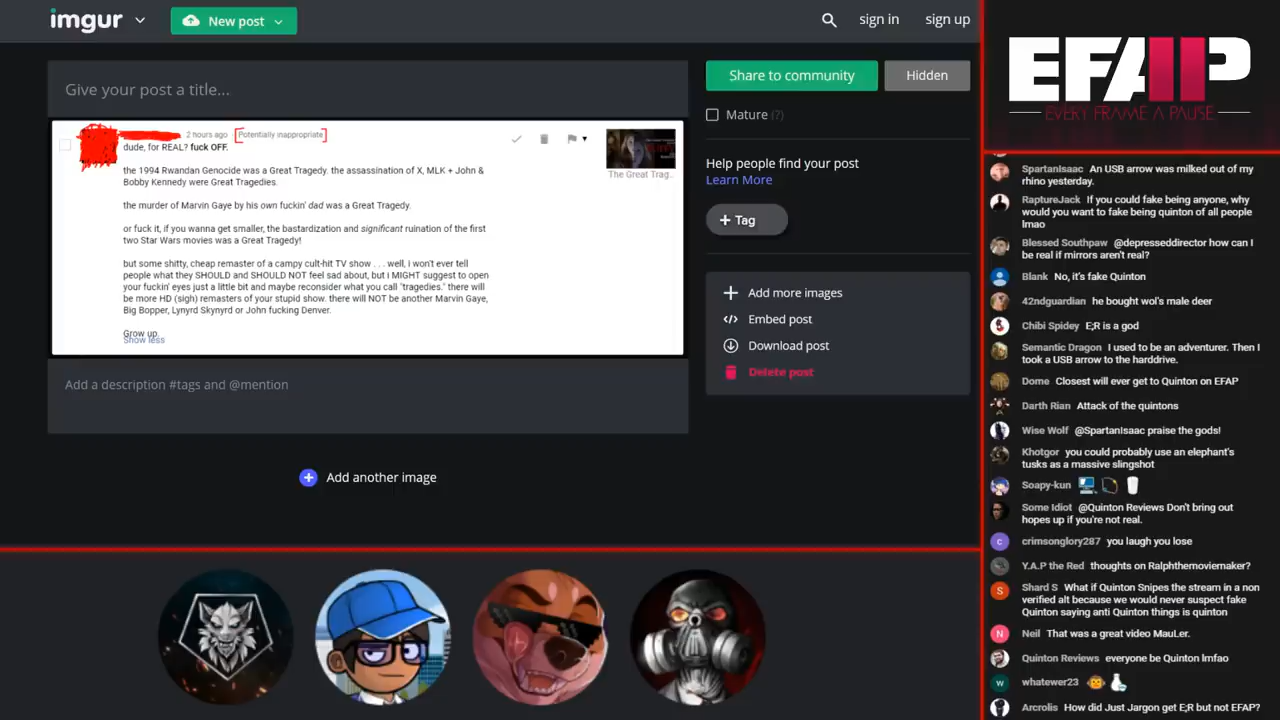 imgur
New post
sign in
sign up
Give your post a title...
Share to community
Hidden
Mature (?)
Help people find your post
Learn More
+ Tag
Add more images
Embed post
Download post
Delete post
2 hours ago · Potentially inappropriate
dude, for REAL? fuck OFF.
the 1994 Rwandan Genocide was a Great Tragedy. the assassination of X, MLK + John &
Bobby Kennedy were Great Tragedies.
the murder of Marvin Gaye by his own fuckin' dad was a Great Tragedy.
or fuck it, if you wanna get smaller, the bastardization and significant ruination of the first
two Star Wars movies was a Great Tragedy!
but some shitty, cheap remaster of a campy cult-hit TV show . . . well, i won't ever tell
people what they SHOULD and SHOULD NOT feel sad about, but i MIGHT suggest to open
your fuckin' eyes just a little bit and maybe reconsider what you call "tragedies." there will
be more HD (sigh) remasters of your stupid show. there will NOT be another Marvin Gaye,
Big Bopper, Lynyrd Skynyrd or John fucking Denver.
Grow up.
Show less
The Great Trag...
Add a description #tags and @mention
Add another image
EFAP
EVERY FRAME A PAUSE
SpartanIsaac An USB arrow was milked out of my
rhino yesterday.
RaptureJack If you could fake being anyone, why
would you want to fake being quinton of all people
lmao
Blessed Southpaw @depresseddirector how can I
be real if mirrors aren't real?
Blank No, it's fake Quinton
42ndguardian he bought wol's male deer
Chibi Spidey E;R is a god
Semantic Dragon I used to be an adventurer. Then I
took a USB arrow to the harddrive.
Dome Closest will ever get to Quinton on EFAP
Darth Rian Attack of the quintons
Wise Wolf @SpartanIsaac praise the gods!
Khotgor you could probably use an elephant's
tusks as a massive slingshot
Soapy-kun
Some Idiot @Quinton Reviews Don't bring out
hopes up if you're not real.
c
crimsonglory287 you laugh you lose
Y.A.P the Red thoughts on Ralphthemoviemaker?
S
Shard S What if Quinton Snipes the stream in a non
verified alt because we would never suspect fake
Quinton saying anti Quinton things is quinton
N
Neil That was a great video MauLer.
Quinton Reviews everyone be Quinton lmfao
w
whatewer23
Arcrolis How did Just Jargon get E;R but not EFAP?